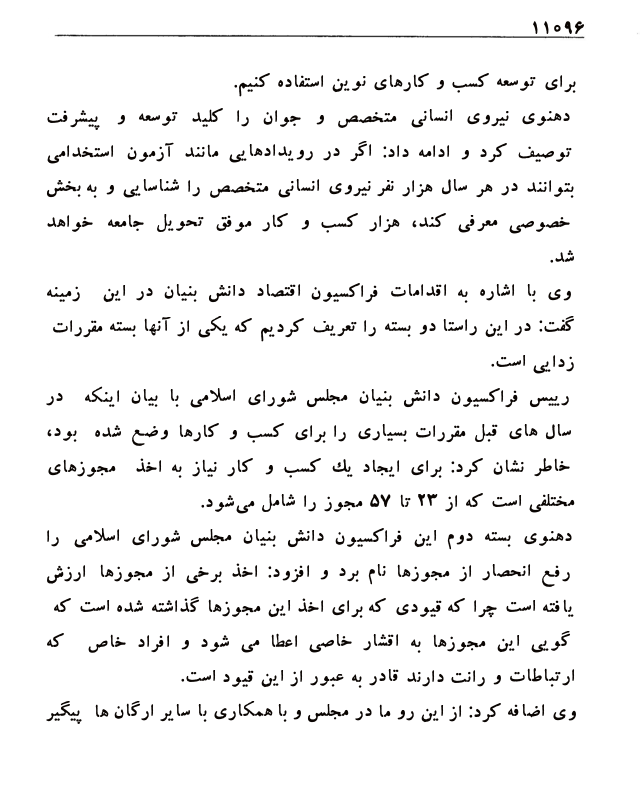 ۱۱۰۹۶
برای توسعه کسب و کارهای نوین استفاده کنیم.
دهنوی نیروی انسانی متخصص و جوان را کلید توسعه و پیشرفت
توصیف کرد و ادامه داد: اگر در رویدادهایی مانند آزمون استخدامی
بتوانند در هر سال هزار نفر نیروی انسانی متخصص را شناسایی و به بخش
خصوصی معرفی کند، هزار کسب و کار موفق تحویل جامعه خواهد
شد.
وی با اشاره به اقدامات فراکسیون اقتصاد دانش بنیان در این زمینه
گفت: در این راستا دو بسته را تعریف کردیم که یکی از آنها بسته مقررات
زدایی است.
رییس فراکسیون دانش بنیان مجلس شورای اسلامی با بیان اینکه در
سال های قبل مقررات بسیاری را برای کسب و کارها وضع شده بود،
خاطر نشان کرد: برای ایجاد یك کسب و کار نیاز به اخذ مجوزهای
مختلفی است که از ۲۳ تا ۵۷ مجوز را شامل می‌شود.
دهنوی بسته دوم این فراکسیون دانش بنیان مجلس شورای اسلامی را
رفع انحصار از مجوزها نام برد و افزود: اخذ برخی از مجوزها ارزش
یافته است چرا که قیودی که برای اخذ این مجوزها گذاشته شده است که
گویی این مجوزها به اقشار خاصی اعطا می شود و افراد خاص که
ارتباطات و رانت دارند قادر به عبور از این قیود است.
وی اضافه کرد: از این رو ما در مجلس و با همکاری با سایر ارگان ها پیگیر